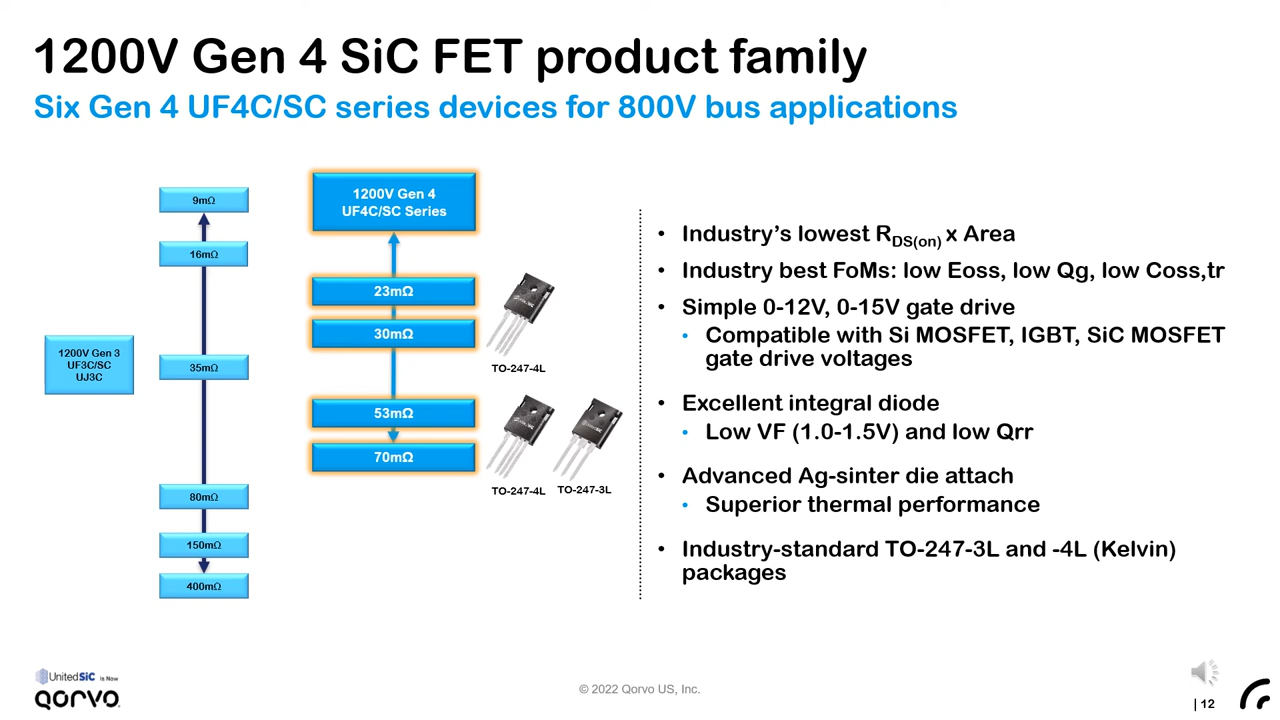 1200V Gen 4 SiC FET product family
Six Gen 4 UF4C/SC series devices for 800V bus applications
1200V Gen 3
UF3C/SC
UJ3C
9mΩ
16mΩ
35mΩ
80mΩ
150mΩ
400mΩ
1200V Gen 4
UF4C/SC Series
23mΩ
30mΩ
53mΩ
70mΩ
TO-247-4L
TO-247-4L
TO-247-3L
• Industry's lowest RDS(on) x Area
• Industry best FoMs: low Eoss, low Qg, low Coss,tr
• Simple 0-12V, 0-15V gate drive
• Compatible with Si MOSFET, IGBT, SiC MOSFET
gate drive voltages
• Excellent integral diode
• Low VF (1.0-1.5V) and low Qrr
• Advanced Ag-sinter die attach
• Superior thermal performance
• Industry-standard TO-247-3L and -4L (Kelvin)
packages
UnitedSiC is Now
QORVO
© 2022 Qorvo US, Inc.
| 12